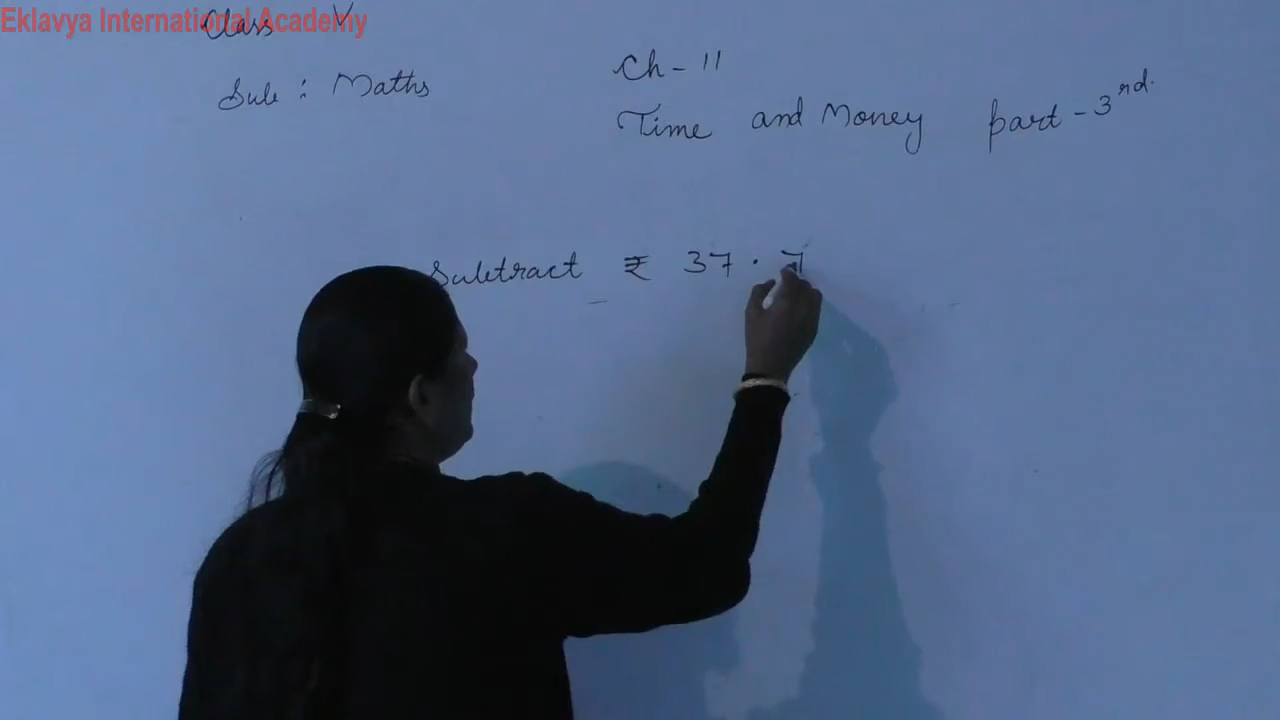 Eklavya International Academy
Class V
Sub : Maths
Ch - 11
Time and Money part - 3rd.
Subtract ₹ 37.7